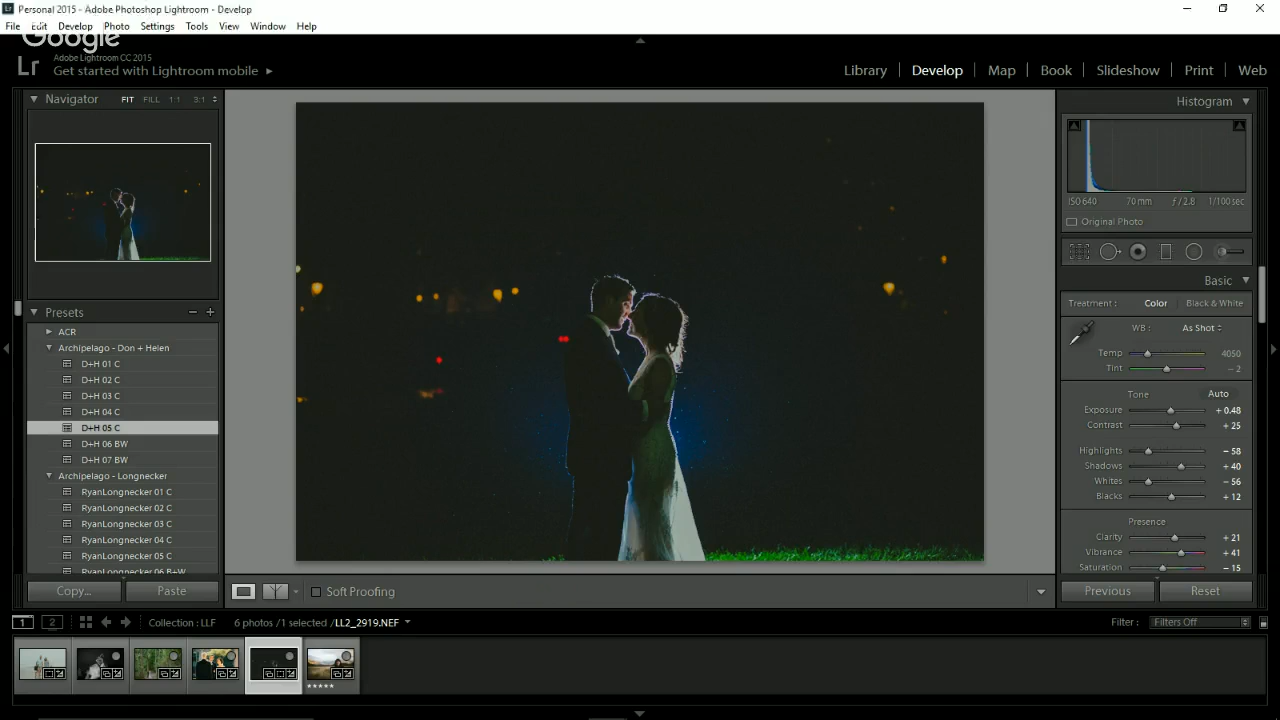 Personal 2015 - Adobe Photoshop Lightroom - Develop
File Edit Develop Photo Settings Tools View Window Help
Google
Lr
Adobe Lightroom CC 2015
Get started with Lightroom mobile
Library Develop Map Book Slideshow Print Web
Navigator FIT FILL 1:1 3:1
Histogram
ISO 640 70 mm ƒ / 2.8 1/100 sec
Original Photo
Basic
Treatment : Color Black & White
WB : As Shot
Temp 4050
Tint − 2
Tone Auto
Exposure + 0.48
Contrast + 25
Highlights − 58
Shadows + 40
Whites − 56
Blacks + 12
Presence
Clarity + 21
Vibrance + 41
Saturation − 15
Previous Reset
Presets
ACR
Archipelago - Don + Helen
D+H 01 C
D+H 02 C
D+H 03 C
D+H 04 C
D+H 05 C
D+H 06 BW
D+H 07 BW
Archipelago - Longnecker
RyanLongnecker 01 C
RyanLongnecker 02 C
RyanLongnecker 03 C
RyanLongnecker 04 C
RyanLongnecker 05 C
RyanLongnecker 06 B+W
Copy... Paste
Soft Proofing
1 2 Collection : LLF 6 photos / 1 selected / LL2_2919.NEF
Filter : Filters Off